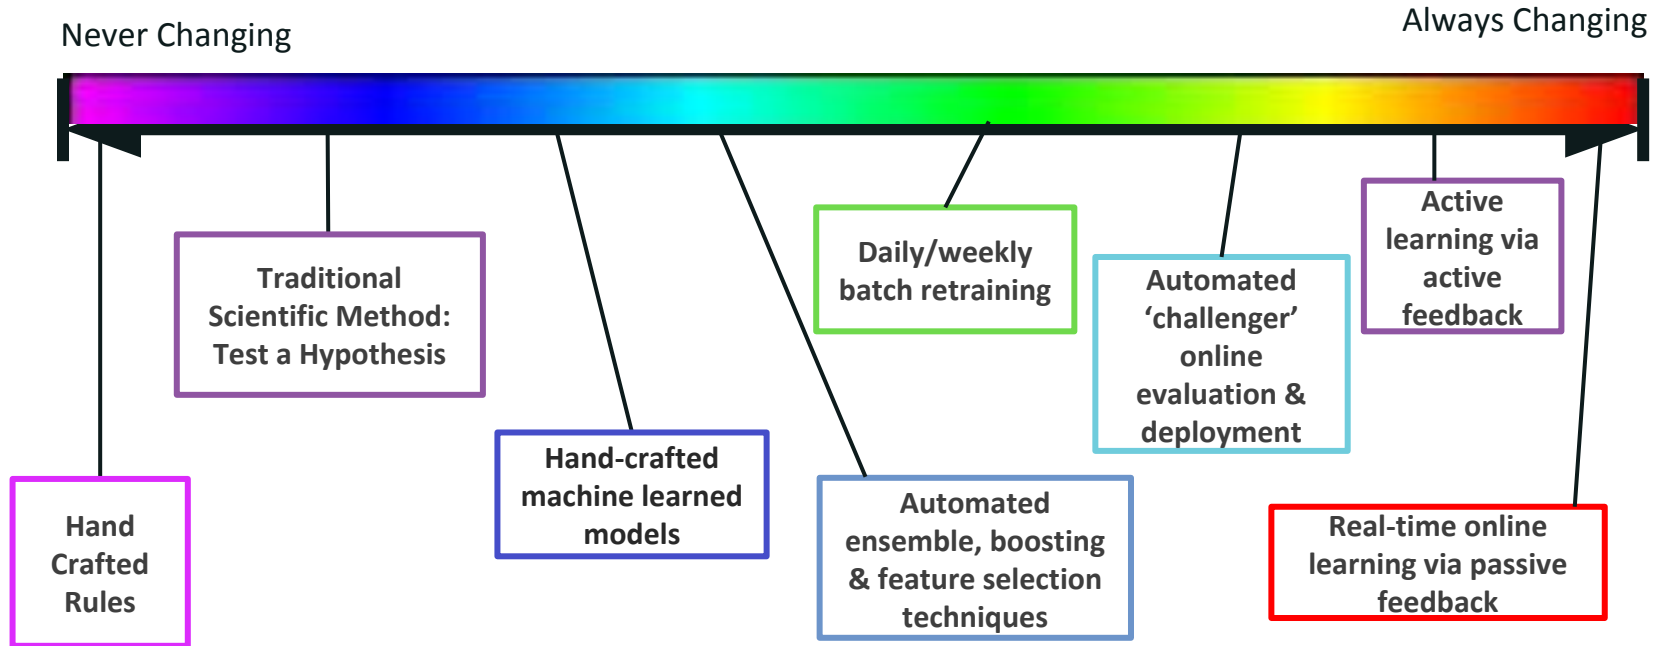 Never Changing
Always Changing
Hand
Crafted
Rules
Traditional
Scientific Method:
Test a Hypothesis
Hand-crafted
machine learned
models
Automated
ensemble, boosting
& feature selection
techniques
Daily/weekly
batch retraining
Automated
‘challenger’
online
evaluation &
deployment
Active
learning via
active
feedback
Real-time online
learning via passive
feedback